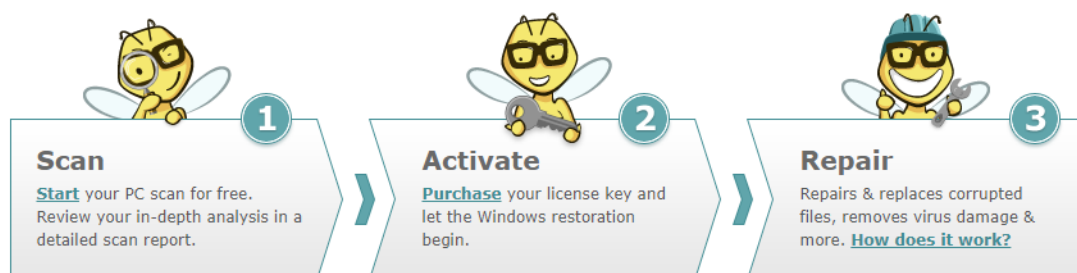 1
Scan
Start your PC scan for free.
Review your in-depth analysis in a
detailed scan report.
2
Activate
Purchase your license key and
let the Windows restoration
begin.
3
Repair
Repairs & replaces corrupted
files, removes virus damage &
more. How does it work?